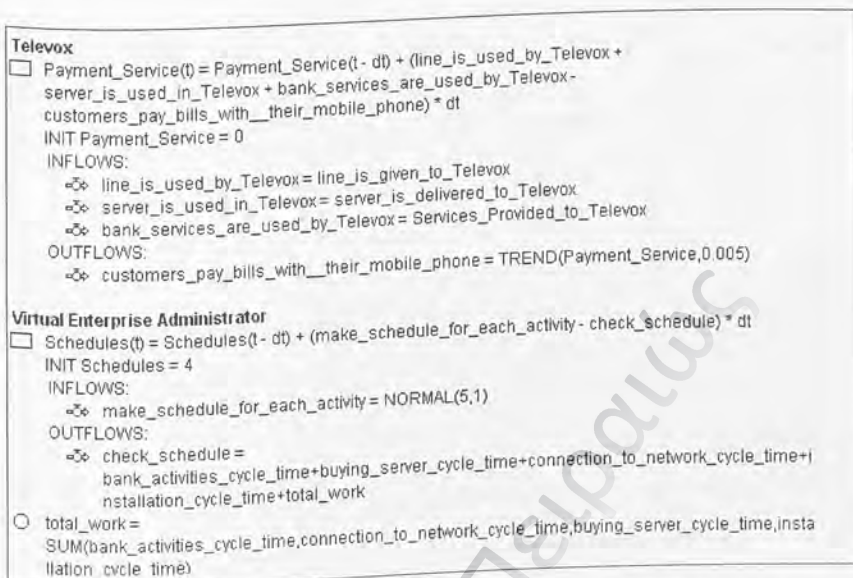 Televox
Payment_Service(t) = Payment_Service(t - dt) + (line_is_used_by_Televox +
server_is_used_in_Televox + bank_services_are_used_by_Televox -
customers_pay_bills_with__their_mobile_phone) * dt
INIT Payment_Service = 0
INFLOWS:
line_is_used_by_Televox = line_is_given_to_Televox
server_is_used_in_Televox = server_is_delivered_to_Televox
bank_services_are_used_by_Televox = Services_Provided_to_Televox
OUTFLOWS:
customers_pay_bills_with__their_mobile_phone = TREND(Payment_Service,0.005)
Virtual Enterprise Administrator
Schedules(t) = Schedules(t - dt) + (make_schedule_for_each_activity - check_schedule) * dt
INIT Schedules = 4
INFLOWS:
make_schedule_for_each_activity = NORMAL(5,1)
OUTFLOWS:
check_schedule =
bank_activities_cycle_time+buying_server_cycle_time+connection_to_network_cycle_time+i
nstallation_cycle_time+total_work
total_work =
SUM(bank_activities_cycle_time,connection_to_network_cycle_time,buying_server_cycle_time,insta
llation_cycle_time)
Πειραιώς